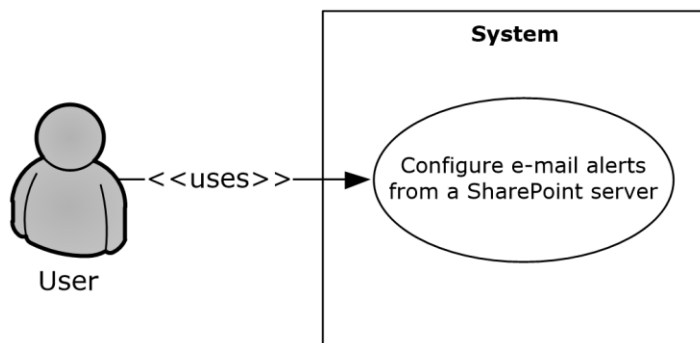 System
Configure e-mail alerts
from a SharePoint server
<<uses>>
User